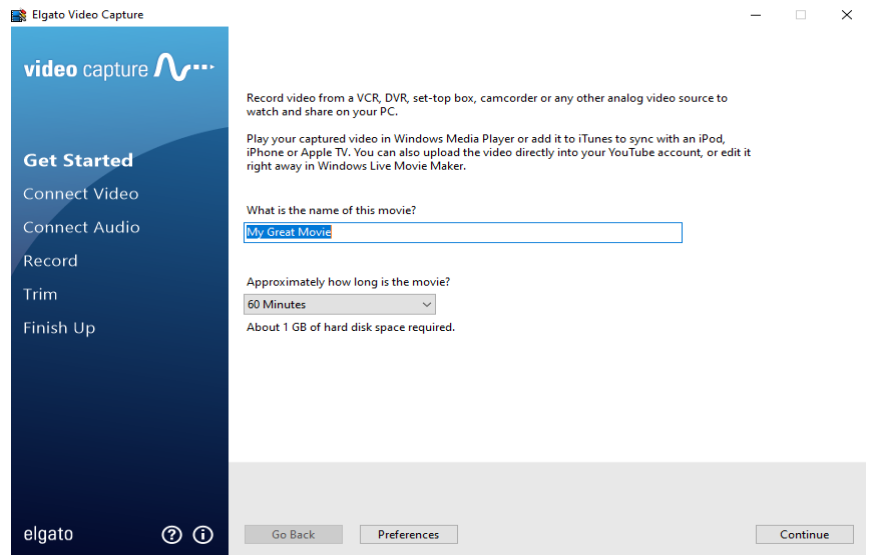 Elgato Video Capture
video capture
Get Started
Connect Video
Connect Audio
Record
Trim
Finish Up
elgato
Record video from a VCR, DVR, set-top box, camcorder or any other analog video source to
watch and share on your PC.
Play your captured video in Windows Media Player or add it to iTunes to sync with an iPod,
iPhone or Apple TV. You can also upload the video directly into your YouTube account, or edit it
right away in Windows Live Movie Maker.
What is the name of this movie?
My Great Movie
Approximately how long is the movie?
60 Minutes
About 1 GB of hard disk space required.
Go Back
Preferences
Continue